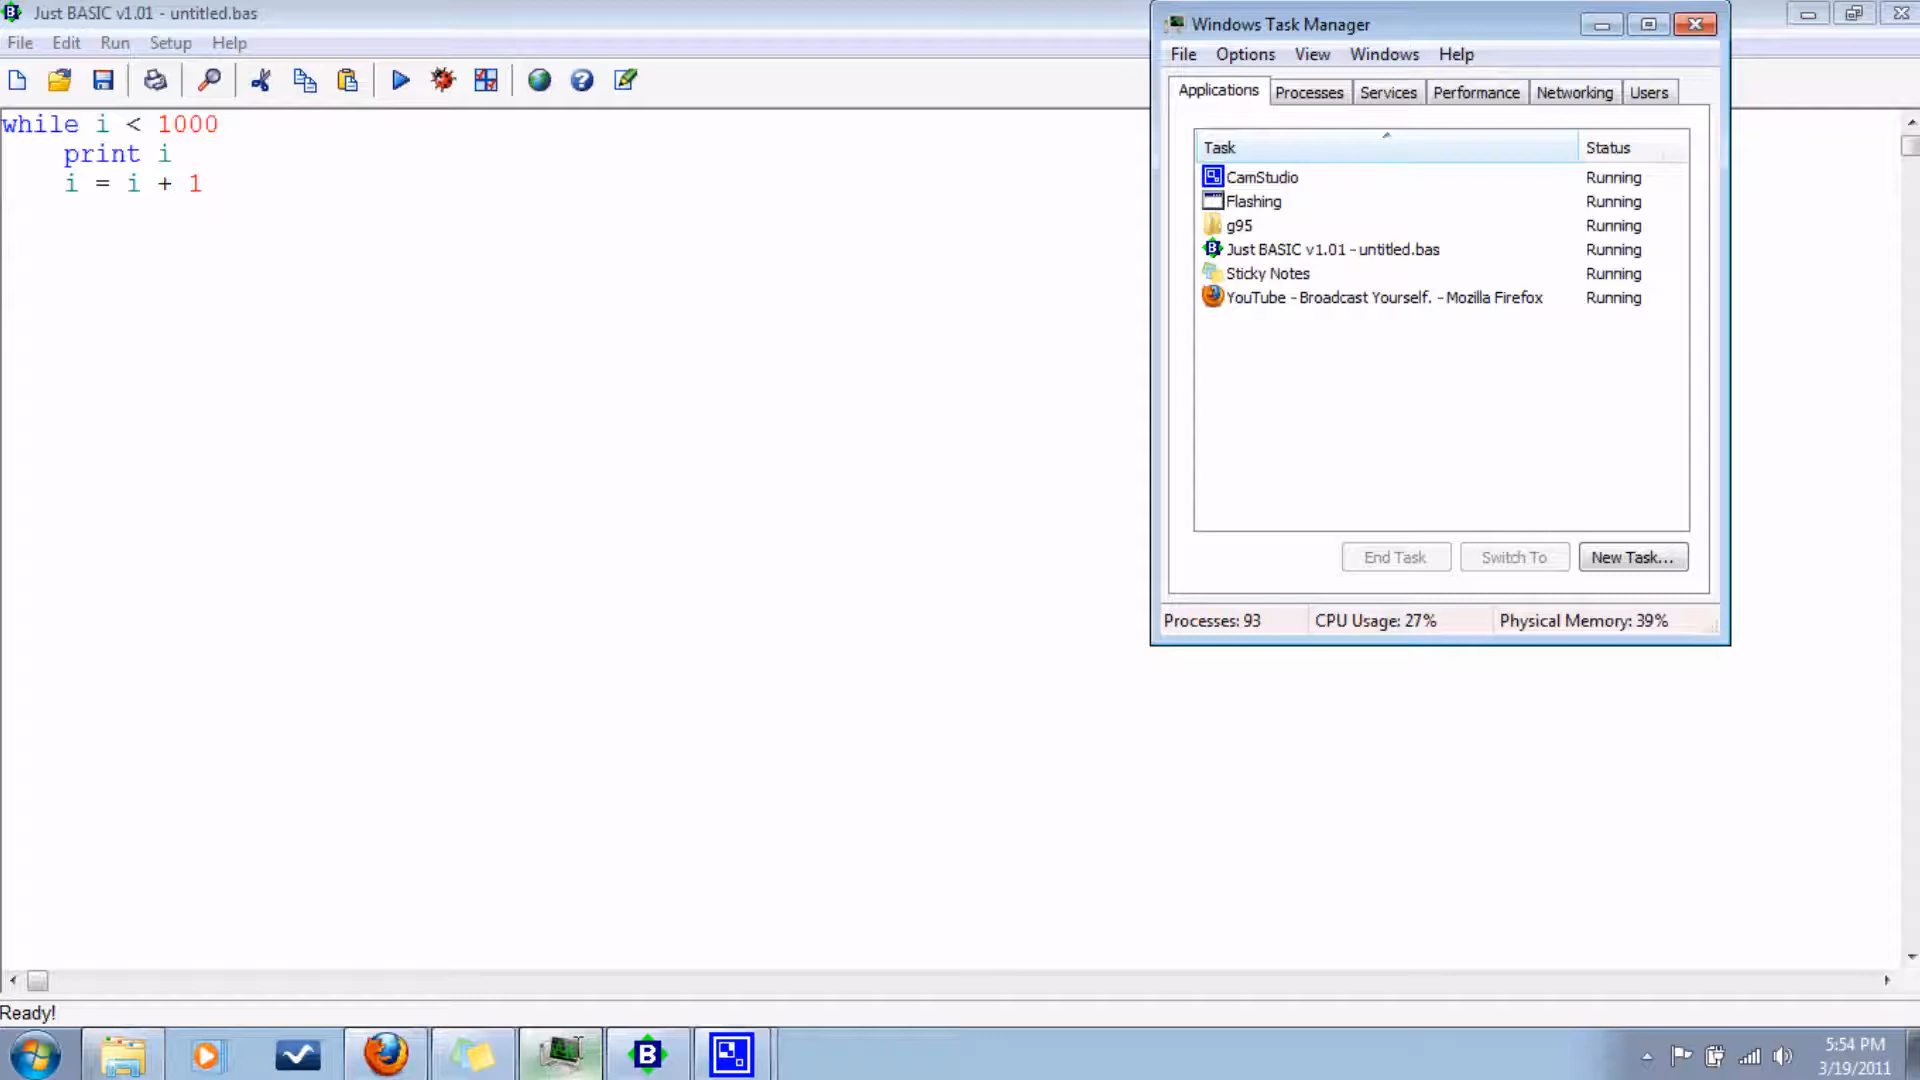 Just BASIC v1.01 - untitled.bas
File Edit Run Setup Help
while i < 1000
print i
i = i + 1
Ready!
Windows Task Manager
File Options View Windows Help
Applications Processes Services Performance Networking Users
Task Status
CamStudio Running
Flashing Running
g95 Running
Just BASIC v1.01 - untitled.bas Running
Sticky Notes Running
YouTube - Broadcast Yourself. - Mozilla Firefox Running
End Task Switch To New Task...
Processes: 93 CPU Usage: 27% Physical Memory: 39%
5:54 PM
3/19/2011